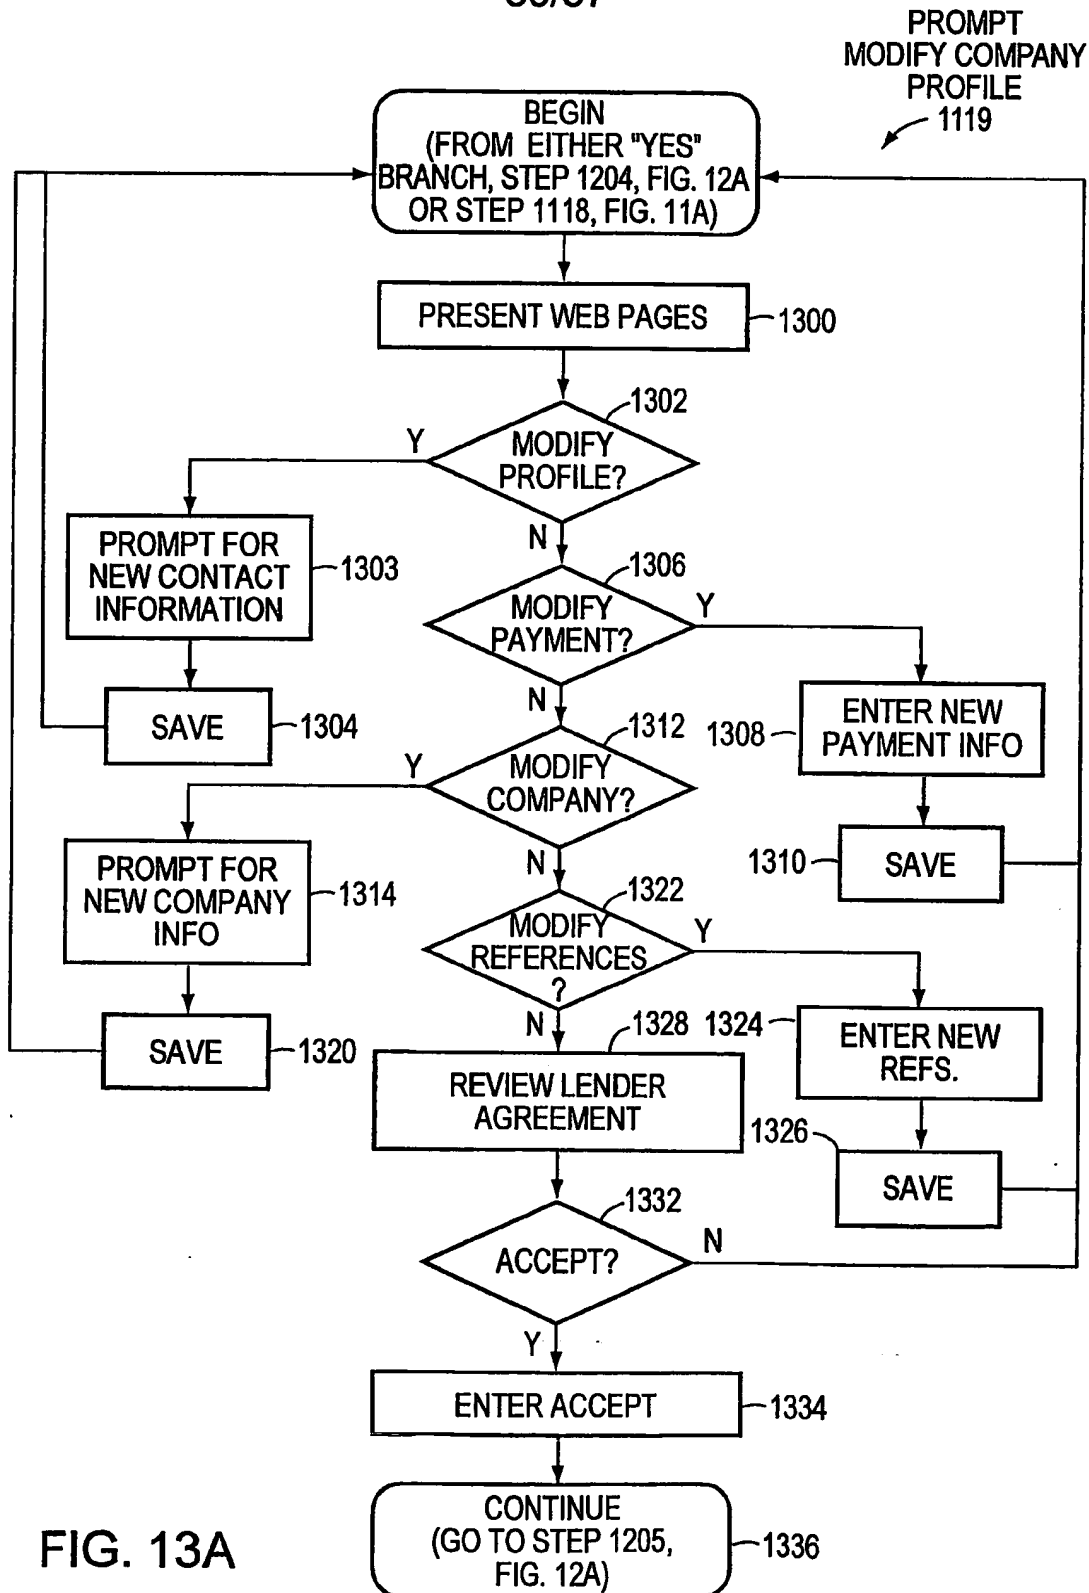 PROMPT
MODIFY COMPANY
PROFILE
1119
BEGIN
(FROM EITHER "YES"
BRANCH, STEP 1204, FIG. 12A
OR STEP 1118, FIG. 11A)
PRESENT WEB PAGES
1300
1302
MODIFY
PROFILE?
Y
N
PROMPT FOR
NEW CONTACT
INFORMATION
1303
SAVE
1304
1306
MODIFY
PAYMENT?
Y
N
1308
ENTER NEW
PAYMENT INFO
1310
SAVE
1312
MODIFY
COMPANY?
Y
N
PROMPT FOR
NEW COMPANY
INFO
1314
SAVE
1320
1322
MODIFY
REFERENCES
?
Y
N
1324
ENTER NEW
REFS.
1326
SAVE
1328
REVIEW LENDER
AGREEMENT
1332
ACCEPT?
N
Y
ENTER ACCEPT
1334
CONTINUE
(GO TO STEP 1205,
FIG. 12A)
1336
FIG. 13A